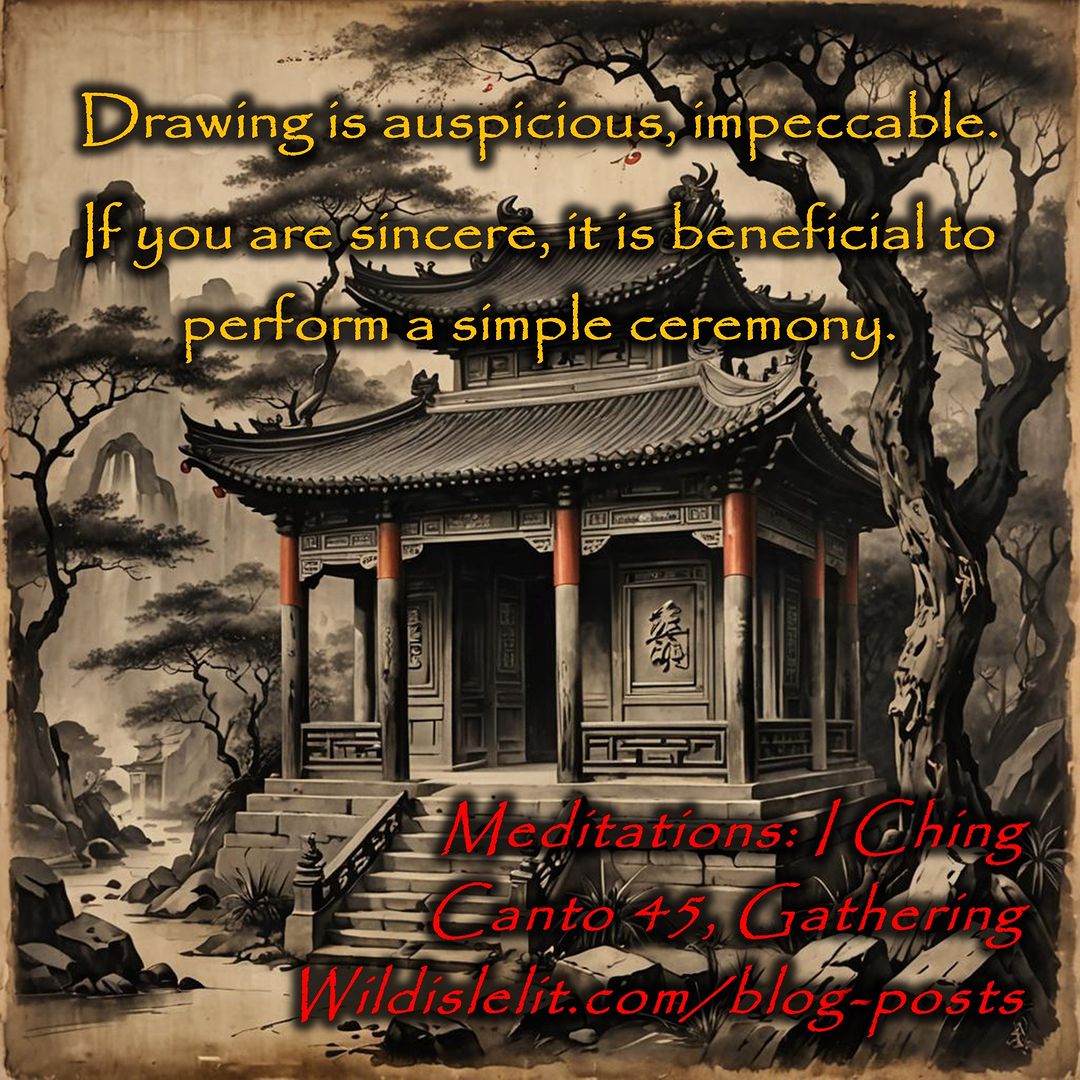 Drawing is auspicious, impeccable.
If you are sincere, it is beneficial to
perform a simple ceremony.
Meditations: I Ching
Canto 45, Gathering
Wildislelit.com/blog-posts